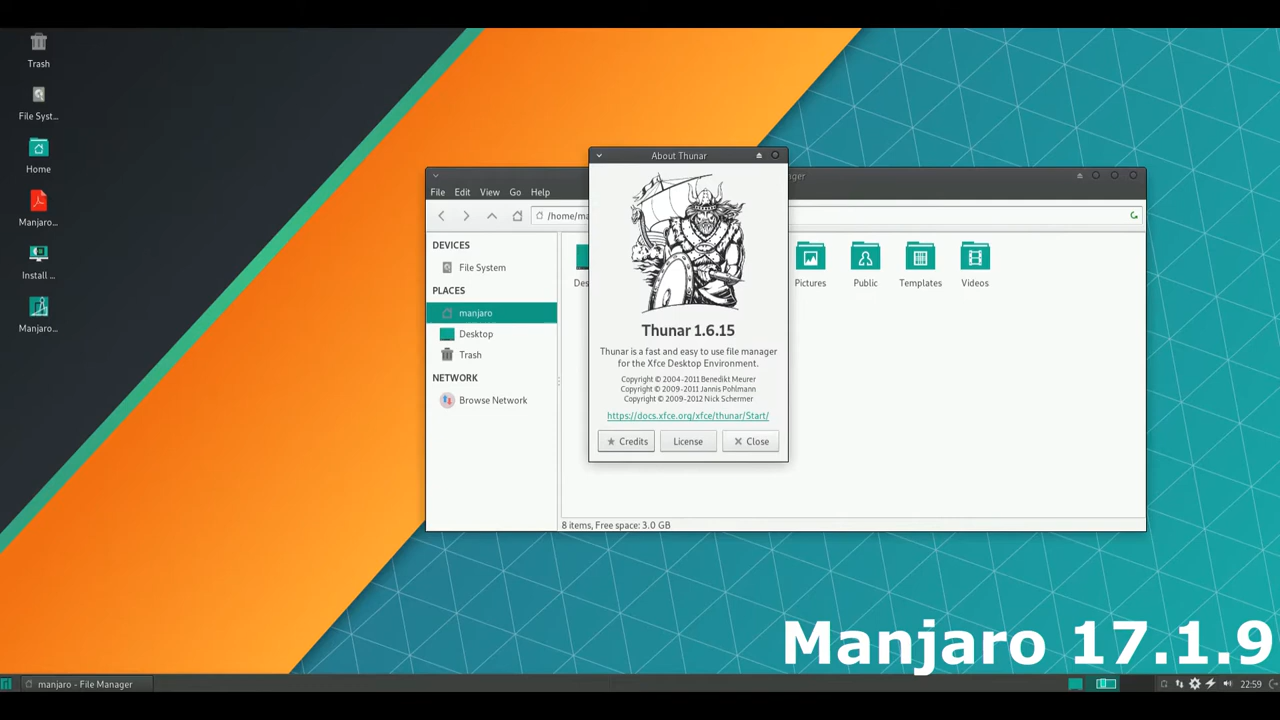 Trash
File Syst...
Home
Manjaro...
Install ...
Manjaro...
About Thunar
File Edit View Go Help
DEVICES
File System
PLACES
manjaro
Desktop
Trash
NETWORK
Browse Network
Pictures
Public
Templates
Videos
Thunar 1.6.15
Thunar is a fast and easy to use file manager
for the Xfce Desktop Environment.
Copyright © 2004-2011 Benedikt Meurer
Copyright © 2009-2011 Jannis Pohlmann
Copyright © 2009-2012 Nick Schermer
https://docs.xfce.org/xfce/thunar/Start/
Credits License Close
8 items, Free space: 3.0 GB
Manjaro 17.1.9
manjaro - File Manager
22:59